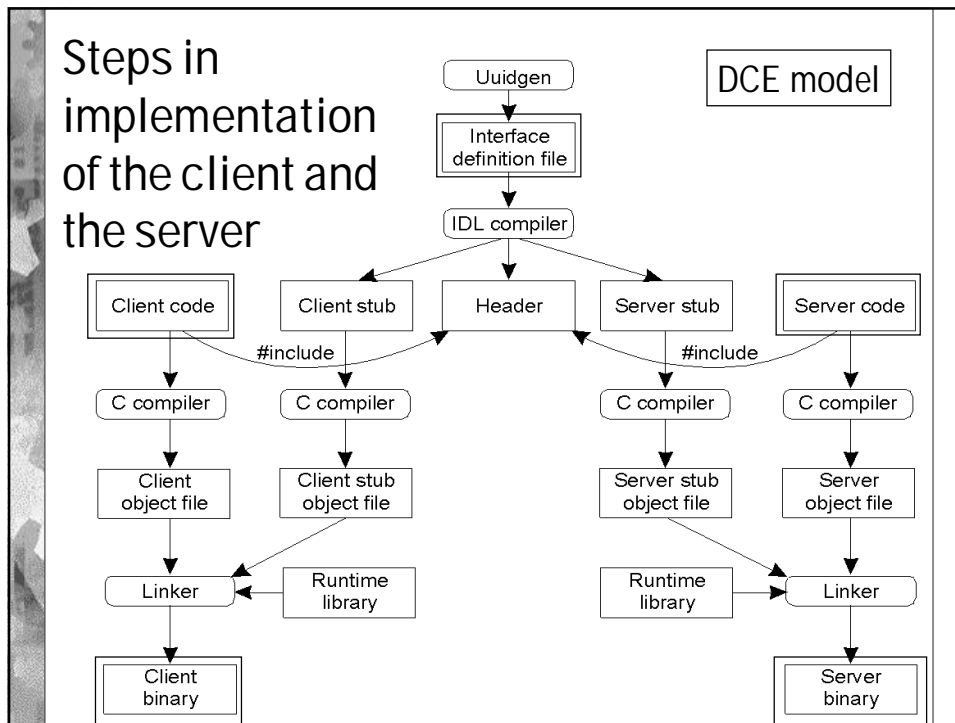 Steps in
implementation
of the client and
the server
DCE model
Uuidgen
Interface
definition file
IDL compiler
Client code
Client stub
Header
Server stub
Server code
#include
#include
C compiler
C compiler
C compiler
C compiler
Client
object file
Client stub
object file
Server stub
object file
Server
object file
Linker
Runtime
library
Runtime
library
Linker
Client
binary
Server
binary